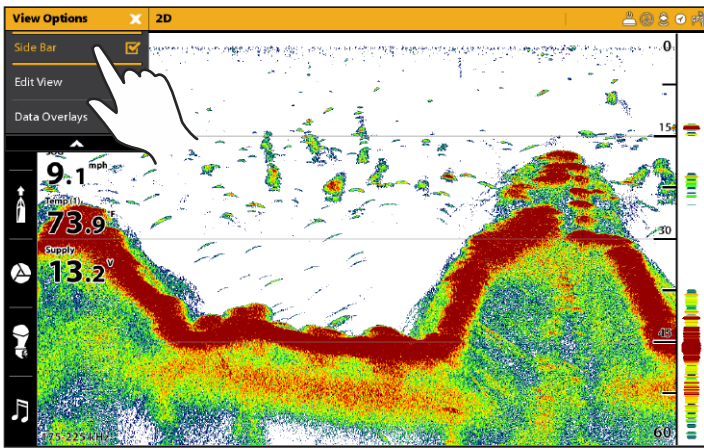 View Options
2D
Side Bar
Edit View
Data Overlays
9.1 mph
Temp (1)
73.9 °F
Supply
13.2 V
0
15
30
45
60